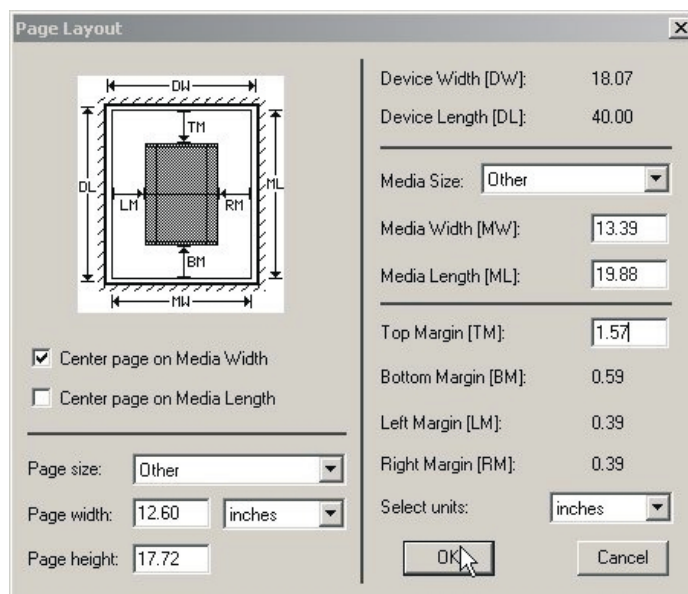 Page Layout
DW
TM
DL
ML
LM
RM
BM
MW
Center page on Media Width
Center page on Media Length
Page size: Other
Page width: 12.60 inches
Page height: 17.72
Device Width [DW]: 18.07
Device Length [DL]: 40.00
Media Size: Other
Media Width [MW]: 13.39
Media Length [ML]: 19.88
Top Margin [TM]: 1.57
Bottom Margin [BM]: 0.59
Left Margin [LM]: 0.39
Right Margin [RM]: 0.39
Select units: inches
OK
Cancel